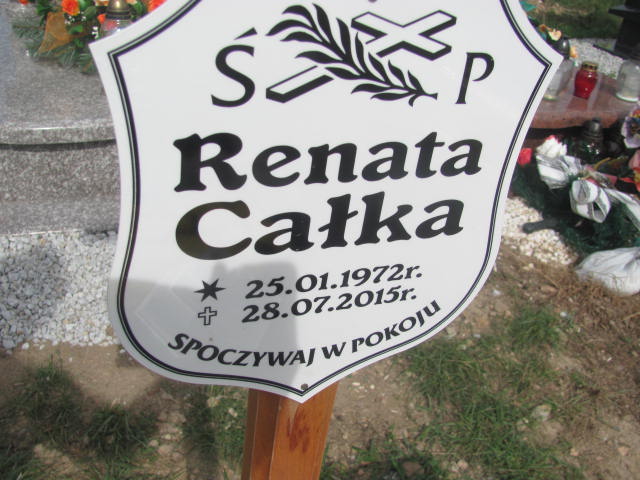 Ś P
Renata
Całka
25.01.1972r.
28.07.2015r.
SPOCZYWAJ W POKOJU